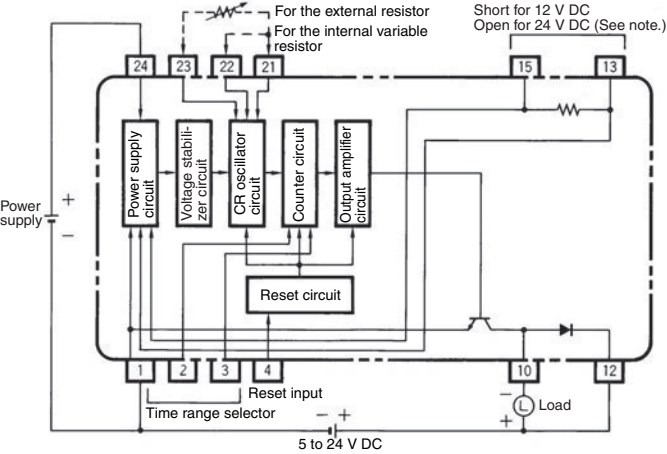 For the external resistor
For the internal variable
resistor
Short for 12 V DC
Open for 24 V DC (See note.)
24
23
22
21
15
13
Power supply
circuit
Voltage stabili-
zer circuit
CR oscillator
circuit
Counter circuit
Output amplifier
circuit
Power
supply
+
−
Reset circuit
1
2
3
4
10
12
Reset input
Time range selector
−
L
Load
+
− +
5 to 24 V DC